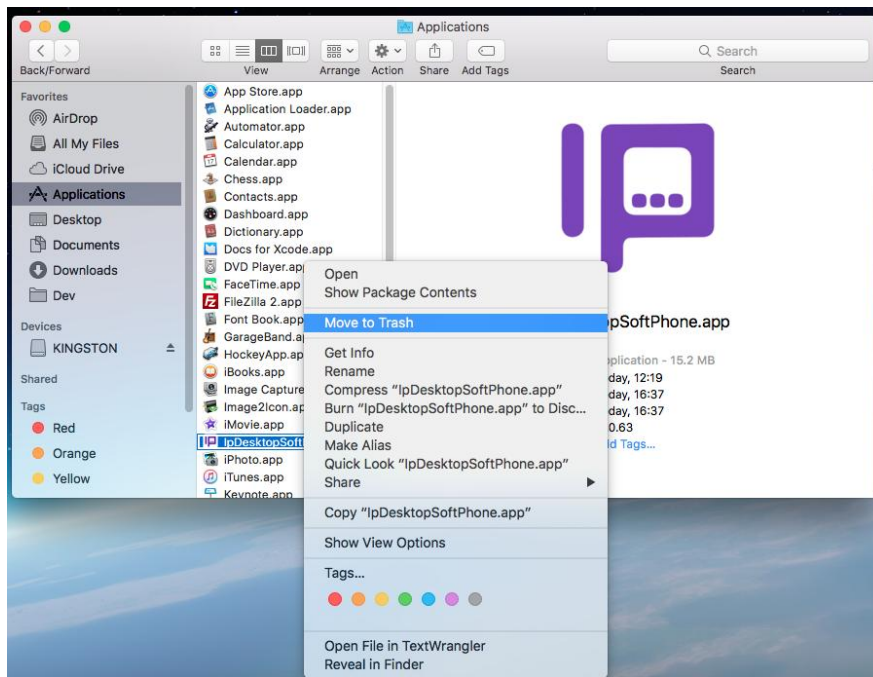 Applications
Back/Forward
View
Arrange
Action
Share
Add Tags
Search
Search
Favorites
AirDrop
All My Files
iCloud Drive
Applications
Desktop
Documents
Downloads
Dev
Devices
KINGSTON
Shared
Tags
Red
Orange
Yellow
App Store.app
Application Loader.app
Automator.app
Calculator.app
Calendar.app
Chess.app
Contacts.app
Dashboard.app
Dictionary.app
Docs for Xcode.app
DVD Player.app
FaceTime.app
FileZilla 2.app
Font Book.app
GarageBand.a
HockeyApp.ap
iBooks.app
Image Capture
Image2Icon.ap
iMovie.app
IpDesktopSoft
iPhoto.app
iTunes.app
Keynote.app
Open
Show Package Contents
Move to Trash
Get Info
Rename
Compress “IpDesktopSoftPhone.app”
Burn “IpDesktopSoftPhone.app” to Disc...
Duplicate
Make Alias
Quick Look “IpDesktopSoftPhone.app”
Share
Copy “IpDesktopSoftPhone.app”
Show View Options
Tags...
Open File in TextWrangler
Reveal in Finder
pSoftPhone.app
plication - 15.2 MB
day, 12:19
day, 16:37
day, 16:37
0.63
d Tags...